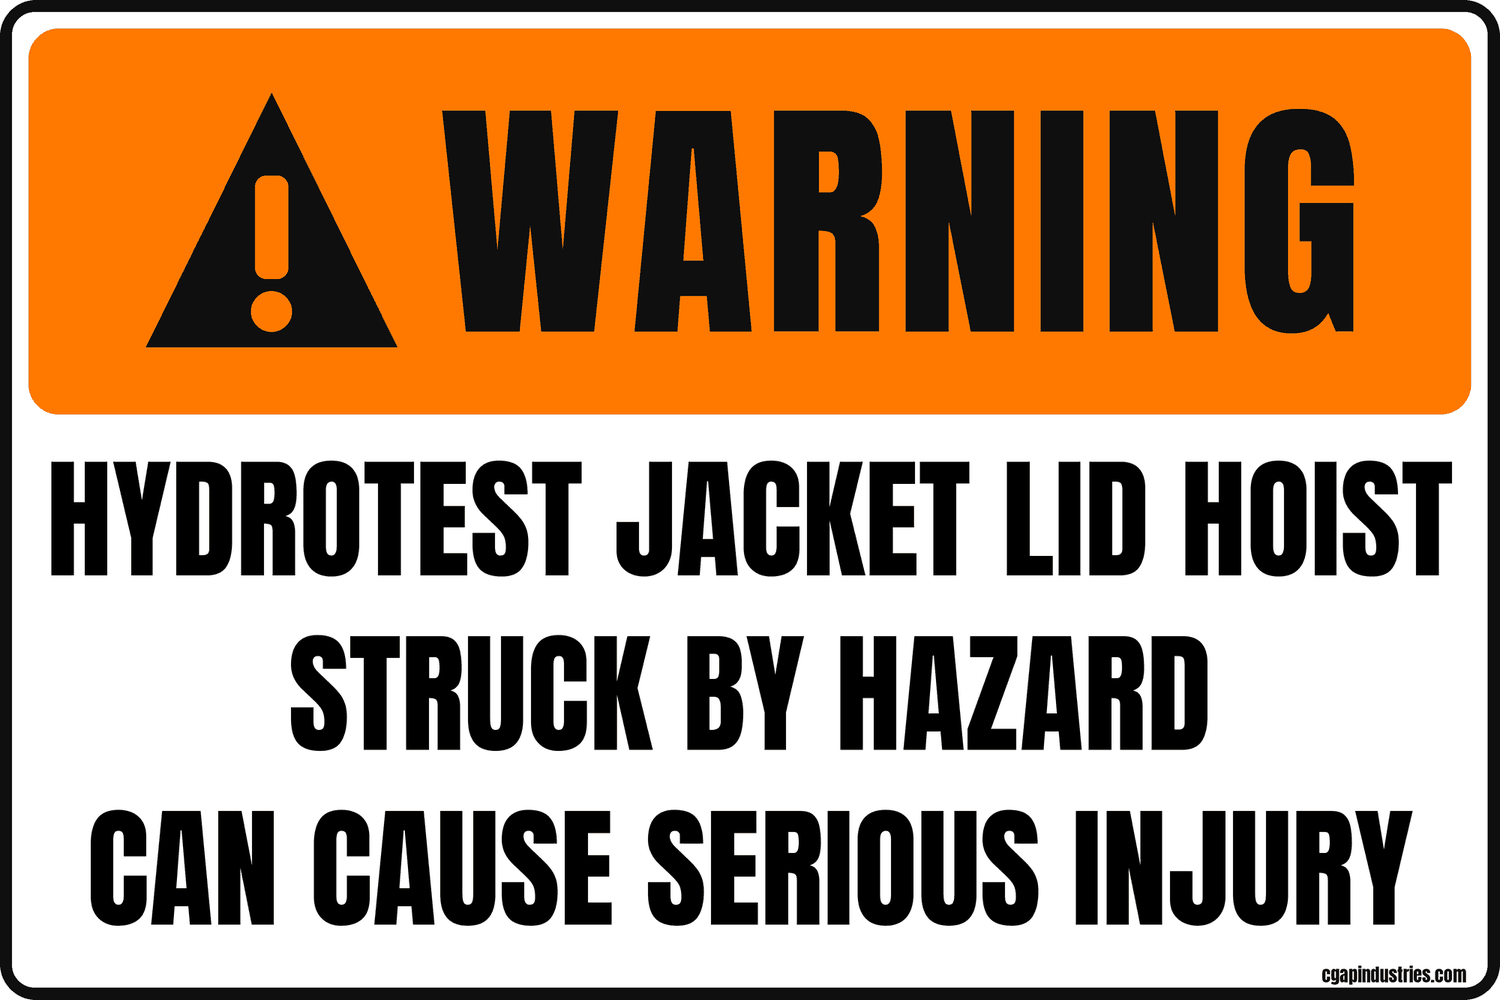 WARNING
HYDROTEST JACKET LID HOIST
STRUCK BY HAZARD
CAN CAUSE SERIOUS INJURY
cgapindustries.com